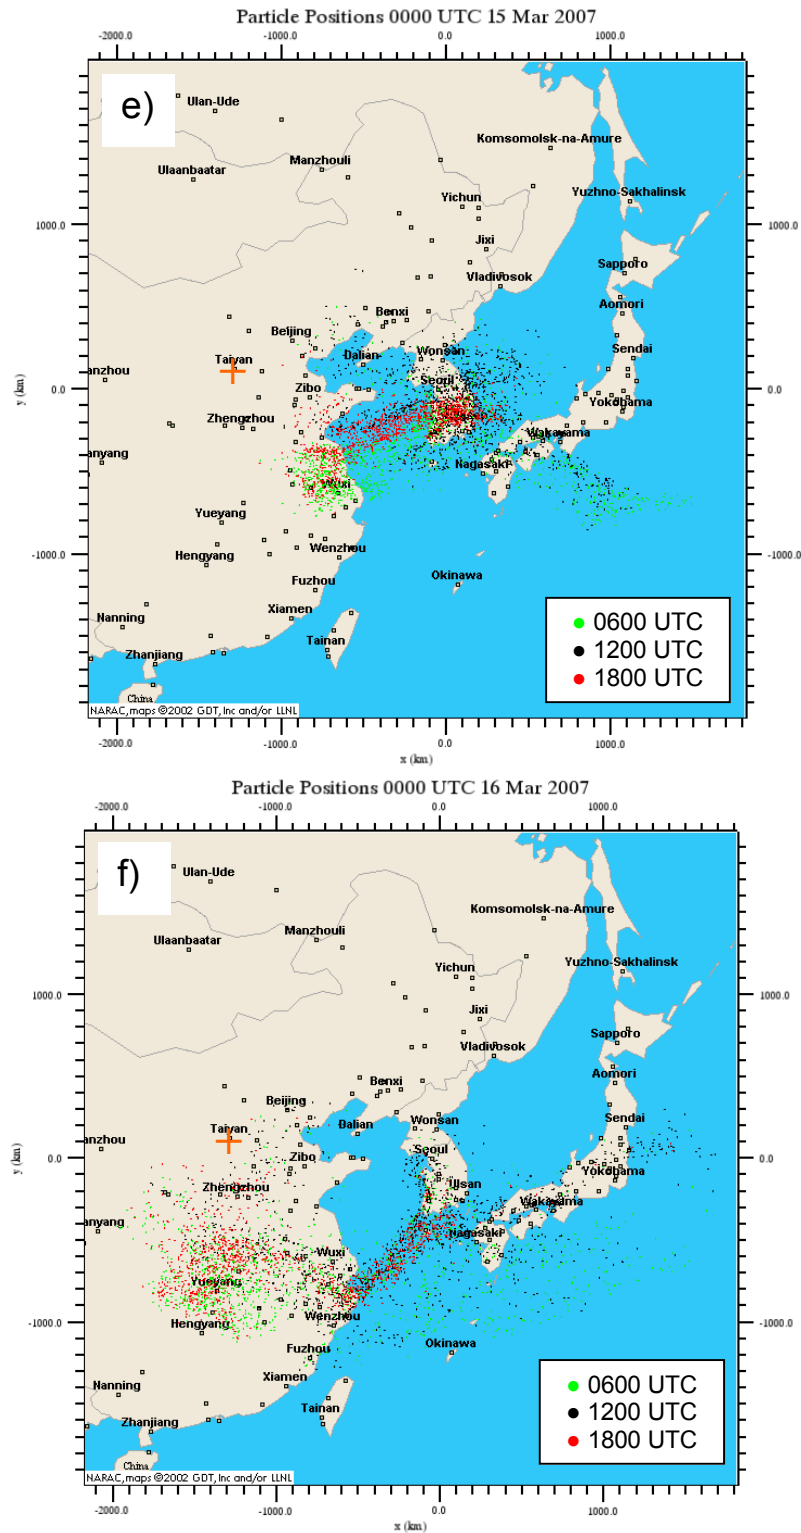 Particle Positions 0000 UTC 15 Mar 2007
-2000.0 -1000.0 0.0 1000.0
e)
Ulan-Ude
Komsomolsk-na-Amure
Manzhouli
Ulaanbaatar
Yuzhno-Sakhalinsk
Yichun
1000.0 1000.0
Jixi
Sapporo
Vladivosok
Aomori
Benxi
Beijing
Sendai
Wonsan
Dalian
Taiyan
anzhou
Seoul
0.0 0.0
Zibo
Yokohama
y (km)
Zhengzhou
Wakayama
anyang
Nagasaki
Wuxi
Yueyang
Wenzhou
-1000.0 -1000.0
Hengyang
Okinawa
Fuzhou
Xiamen
Nanning
0600 UTC
Tainan
1200 UTC
Zhanjiang
1800 UTC
China
NARAC, maps ©2002 GDT, Inc and/or LLNL
-2000.0 -1000.0 0.0 1000.0
x (km)
Particle Positions 0000 UTC 16 Mar 2007
-2000.0 -1000.0 0.0 1000.0
f)
Ulan-Ude
Komsomolsk-na-Amure
Manzhouli
Ulaanbaatar
Yuzhno-Sakhalinsk
Yichun
1000.0 1000.0
Jixi
Sapporo
Vladivosok
Aomori
Benxi
Beijing
Sendai
Wonsan
Dalian
Taiyan
anzhou
Seoul
0.0 0.0
Zibo
Yokohama
y (km)
Ulsan
Zhengzhou
Wakayama
anyang
Nagasaki
Wuxi
Yueyang
Wenzhou
-1000.0 -1000.0
Hengyang
Okinawa
Fuzhou
Xiamen
Nanning
0600 UTC
Tainan
1200 UTC
Zhanjiang
1800 UTC
China
NARAC, maps ©2002 GDT, Inc and/or LLNL
-2000.0 -1000.0 0.0 1000.0
x (km)